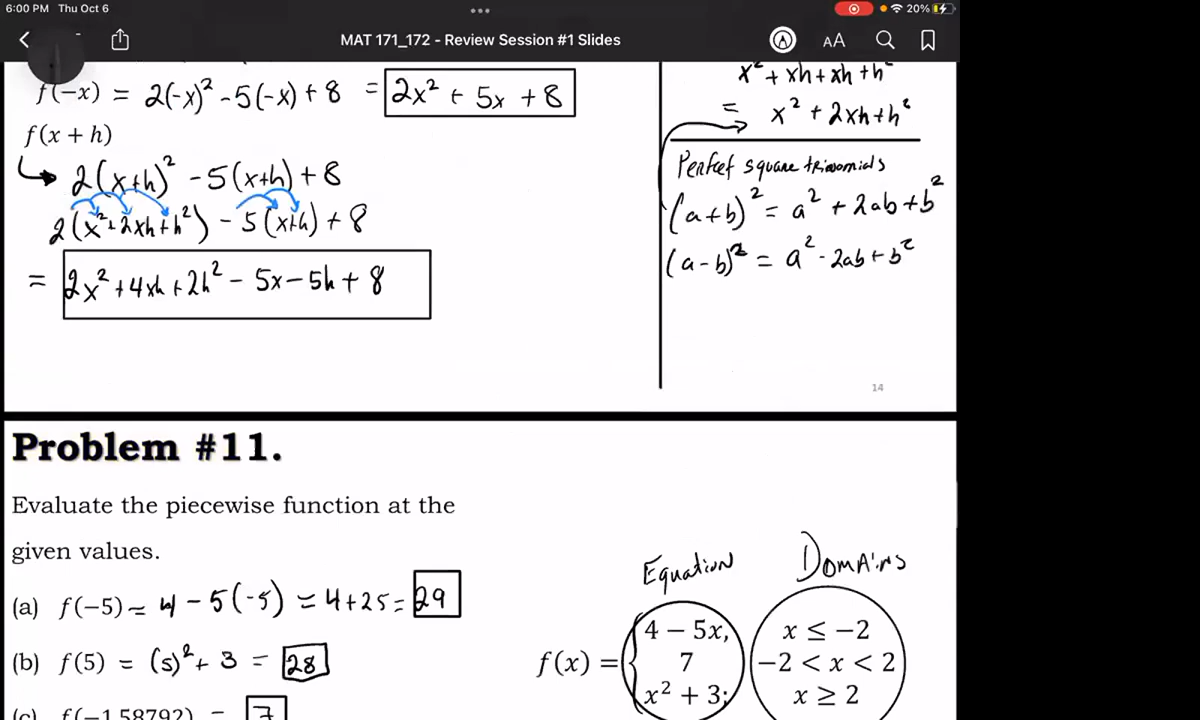 6:00 PM Thu Oct 6
20%
MAT 171_172 - Review Session #1 Slides
AA
f(−x) = 2(-x)² - 5(-x) + 8 = 2x² + 5x + 8
f(x + h)
2(x+h)² - 5(x+h) + 8
2(x² + 2xh + h²) - 5(x+h) + 8
= 2x² + 4xh + 2h² - 5x - 5h + 8
x² + xh + xh + h²
= x² + 2xh + h²
Perfect square trinomials
(a+b)² = a² + 2ab + b²
(a-b)² = a² - 2ab + b²
14
Problem #11.
Evaluate the piecewise function at the
given values.
(a) f(−5) = 4 - 5(-5) = 4 + 25 = 29
(b) f(5) = (5)² + 3 = 28
(c) f(−1.58792) = 7
Equation Domains
4 − 5x, x ≤ −2
f(x) = { 7 −2 < x < 2
x² + 3; x ≥ 2